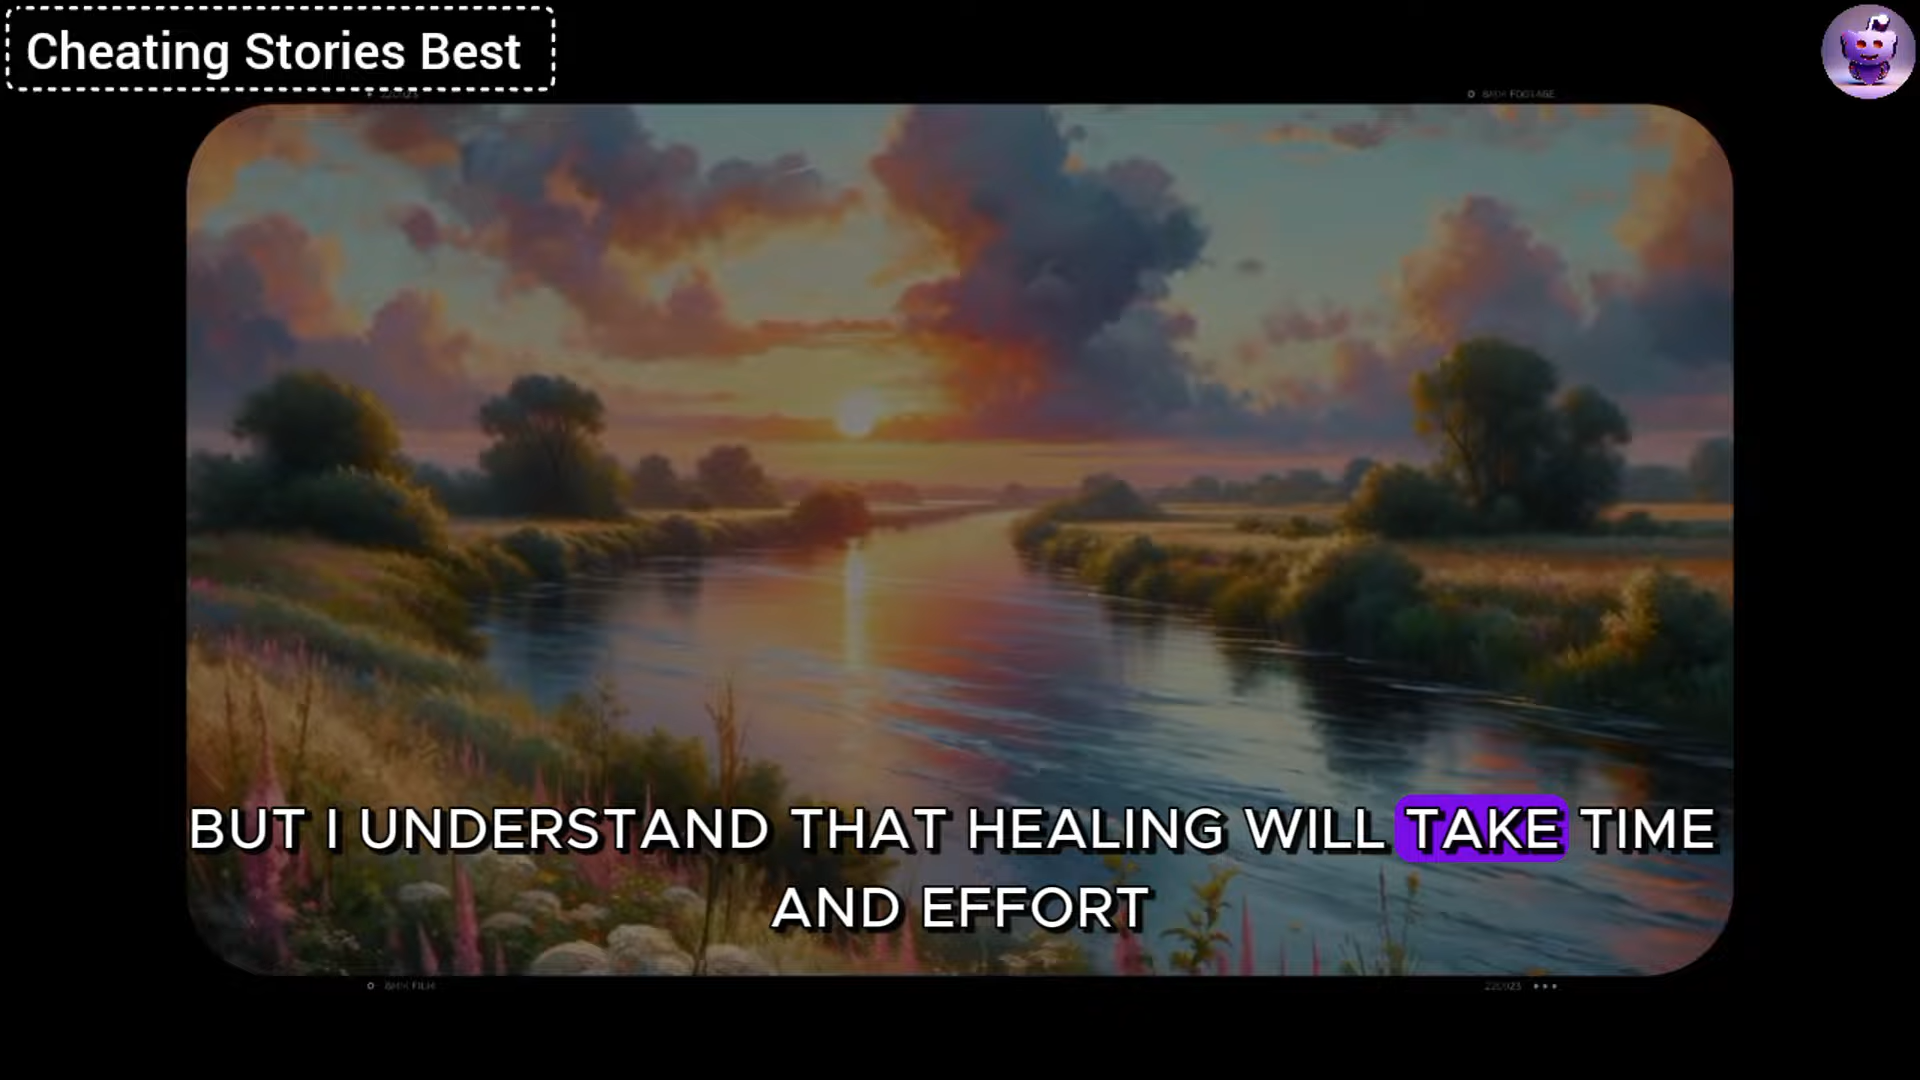 Cheating Stories Best
BUT I UNDERSTAND THAT HEALING WILL TAKE TIME
AND EFFORT